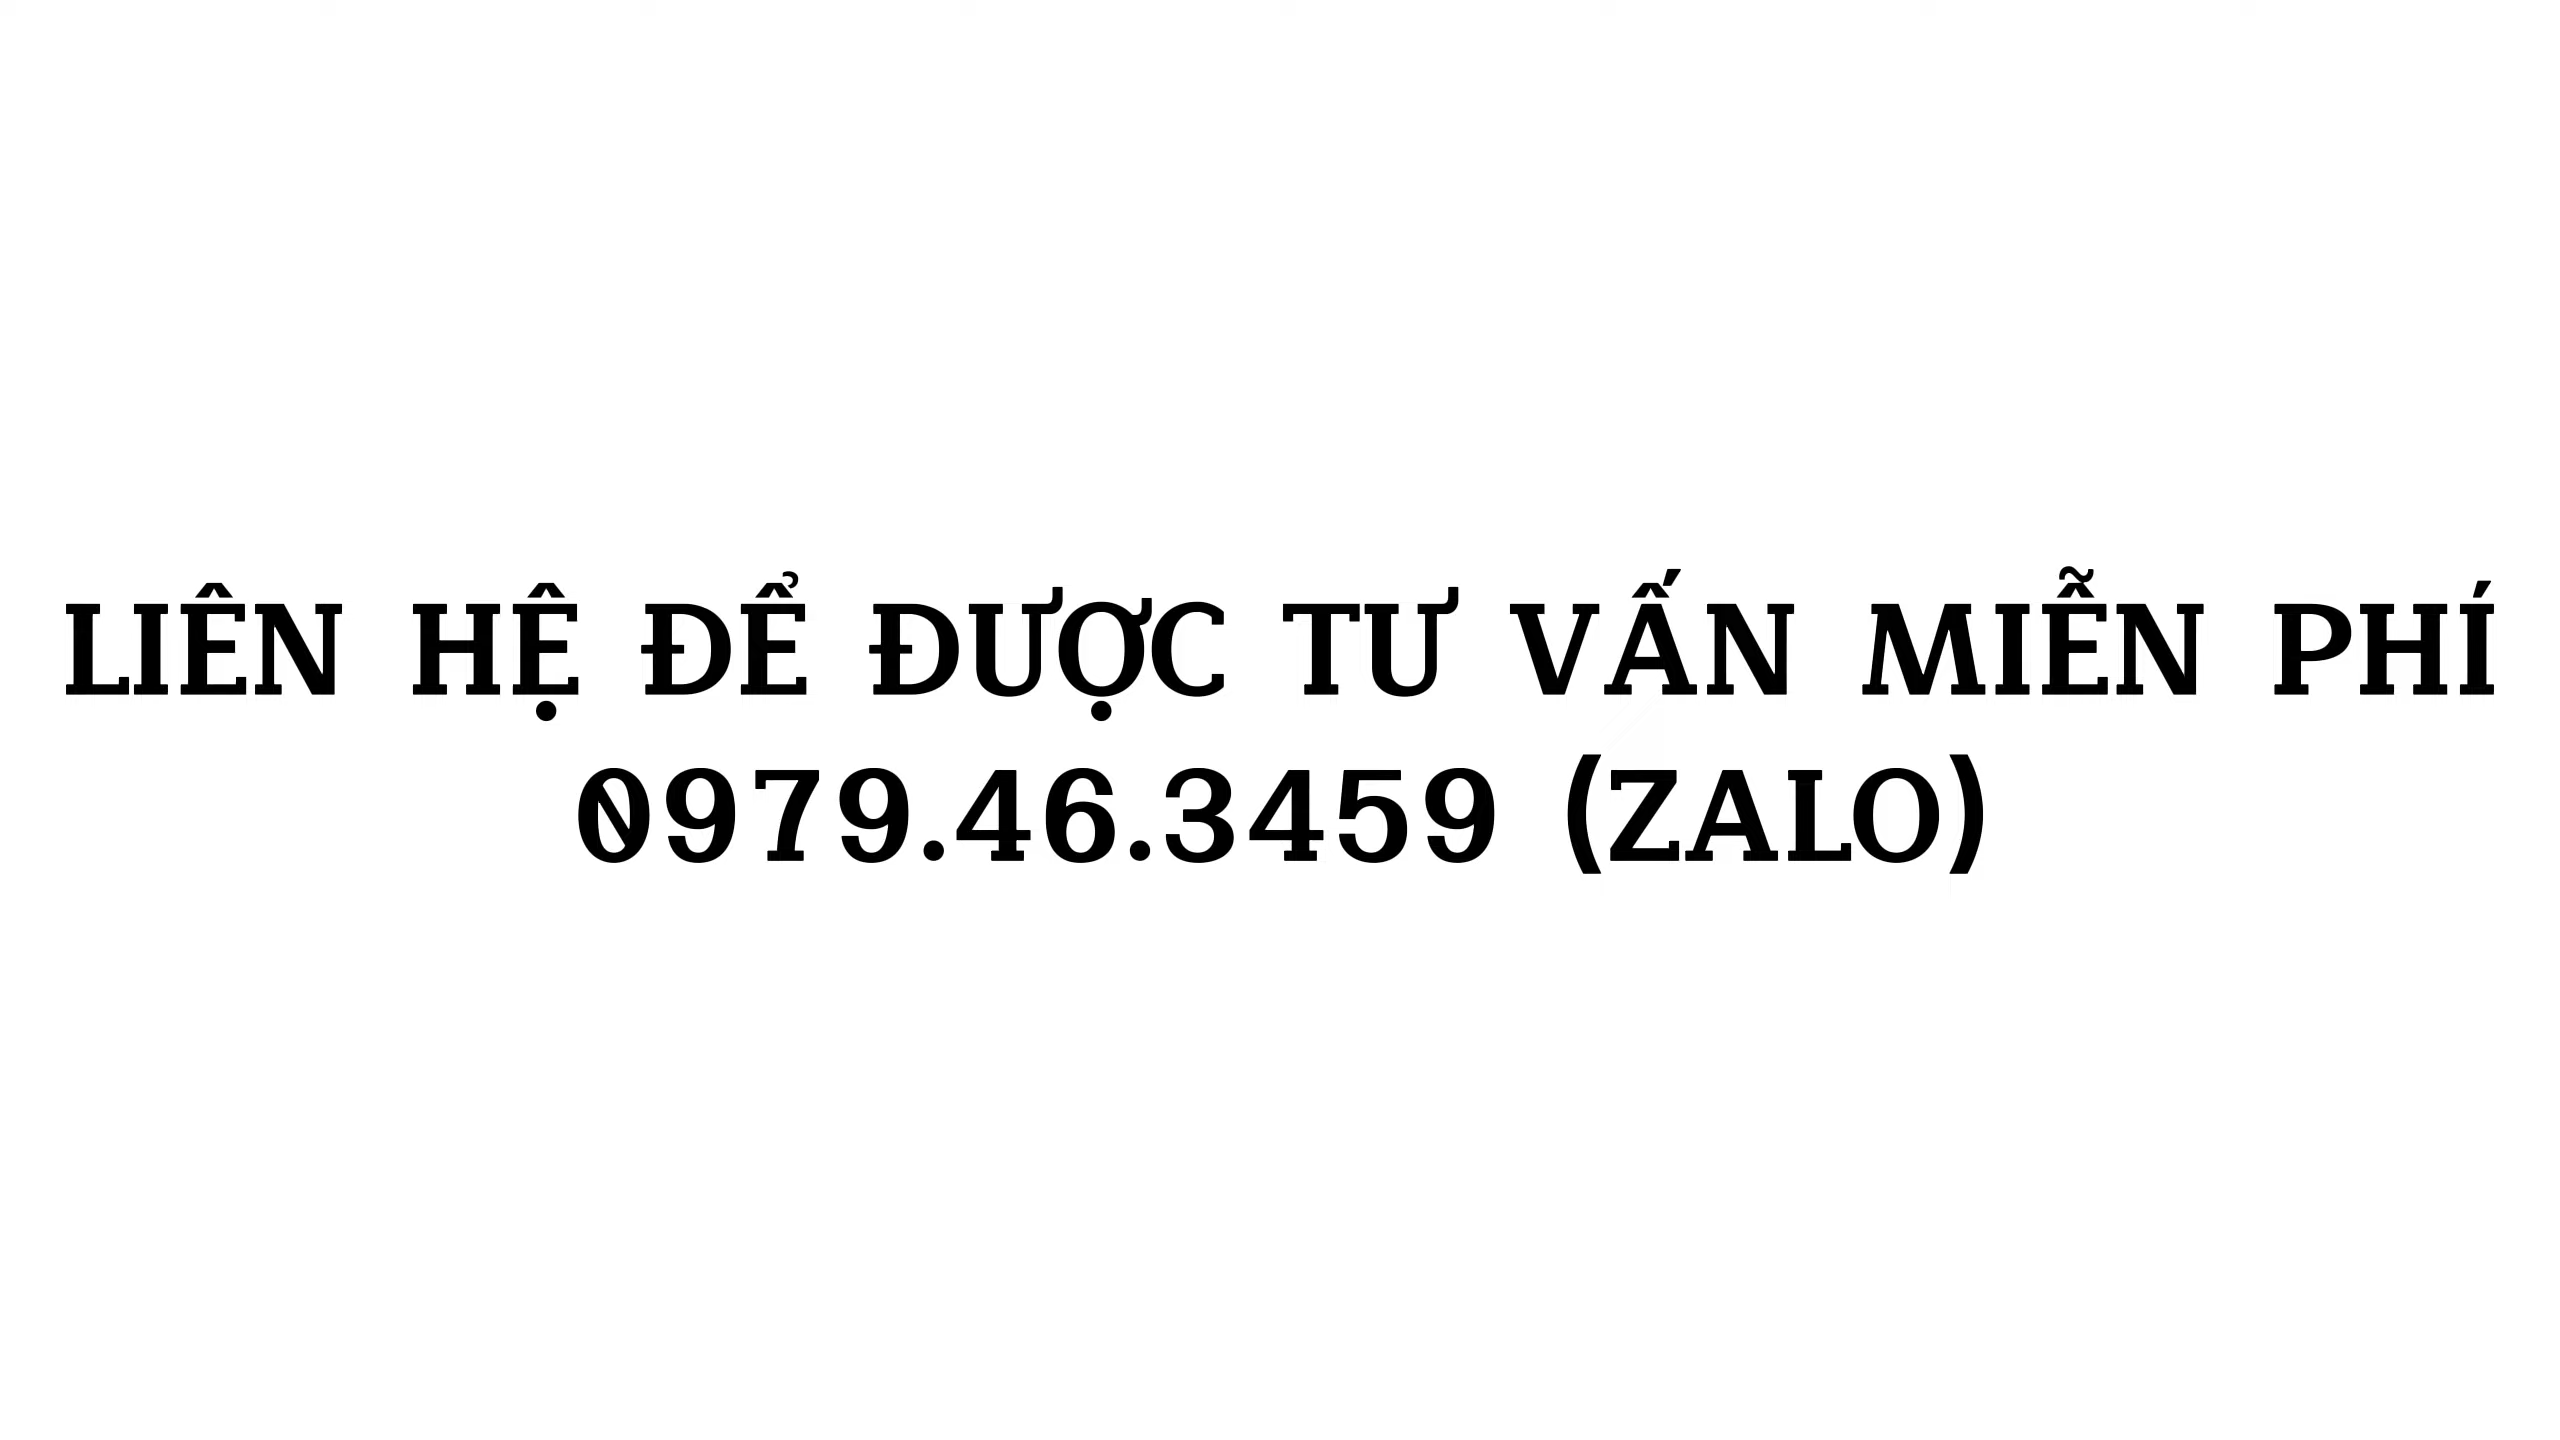 LIÊN HỆ ĐỂ ĐƯỢC TƯ VẤN MIỄN PHÍ
0979.46.3459 (ZALO)